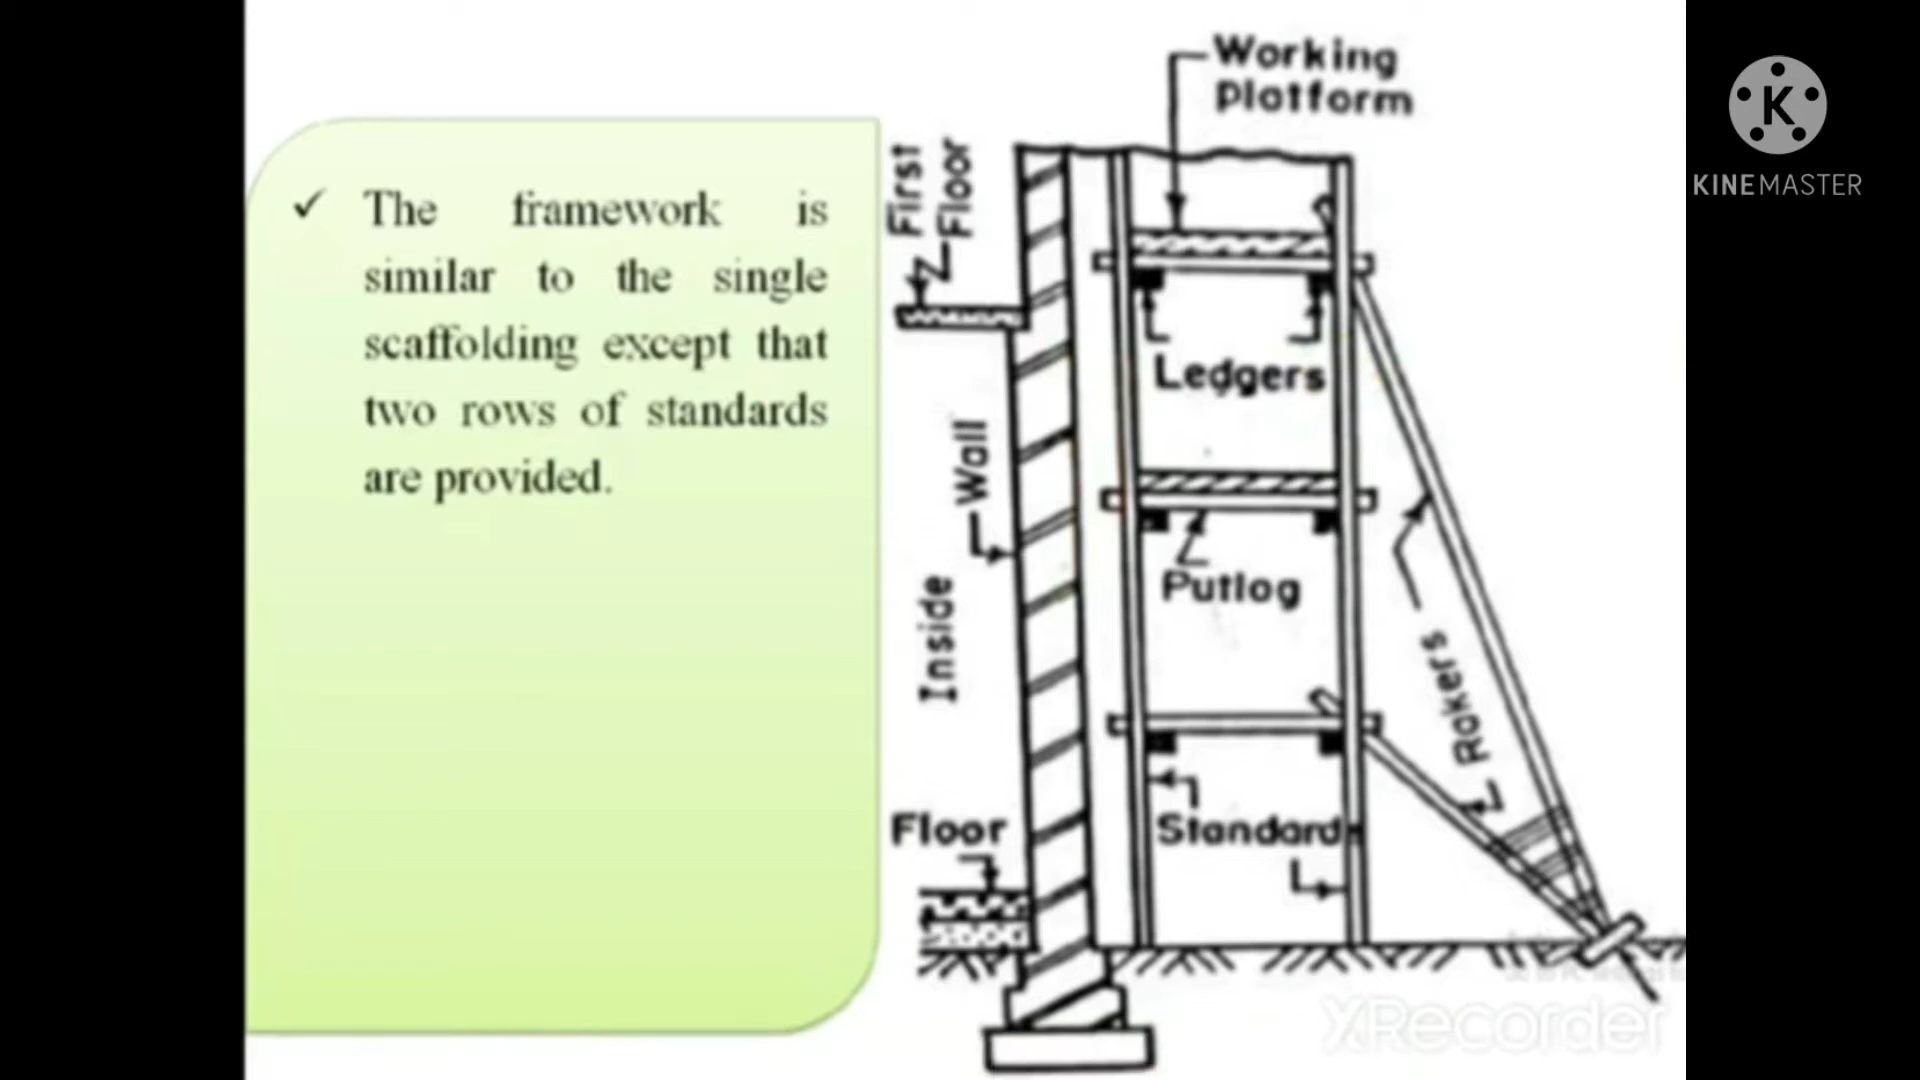 ✓ The framework is
similar to the single
scaffolding except that
two rows of standards
are provided.
Working
Platform
First
Floor
Ledgers
Wall
Putlog
Inside
Rakers
Floor
Standard
KINEMASTER
XRecorder